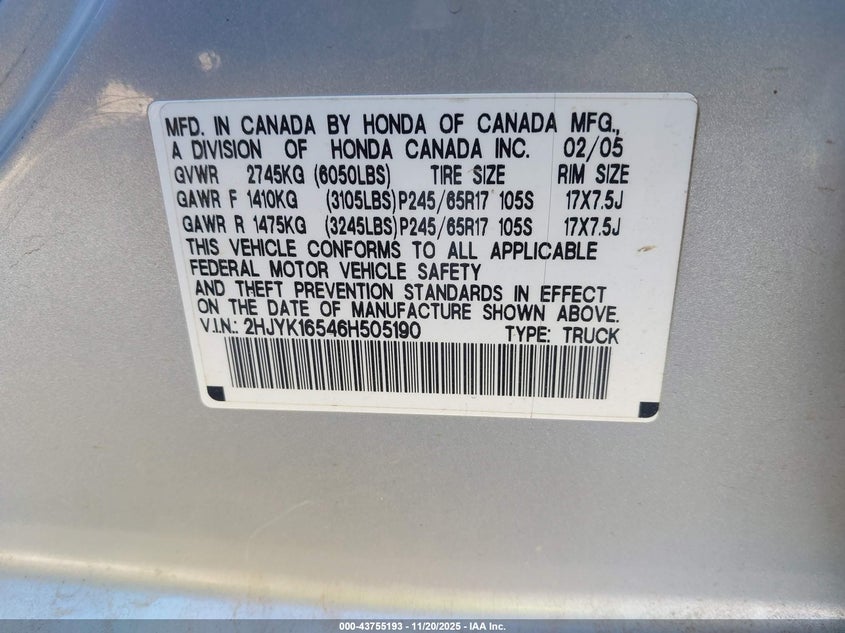 MFD. IN CANADA BY HONDA OF CANADA MFG.,
A DIVISION OF HONDA CANADA INC. 02/05
GVWR 2745KG (6050LBS) TIRE SIZE RIM SIZE
GAWR F 1410KG (3105LBS) P245/65R17 105S 17X7.5J
GAWR R 1475KG (3245LBS) P245/65R17 105S 17X7.5J
THIS VEHICLE CONFORMS TO ALL APPLICABLE
FEDERAL MOTOR VEHICLE SAFETY
AND THEFT PREVENTION STANDARDS IN EFFECT
ON THE DATE OF MANUFACTURE SHOWN ABOVE.
V.I.N.: 2HJYK16546H505190 TYPE: TRUCK
000-43755193 - 11/20/2025 - IAA Inc.